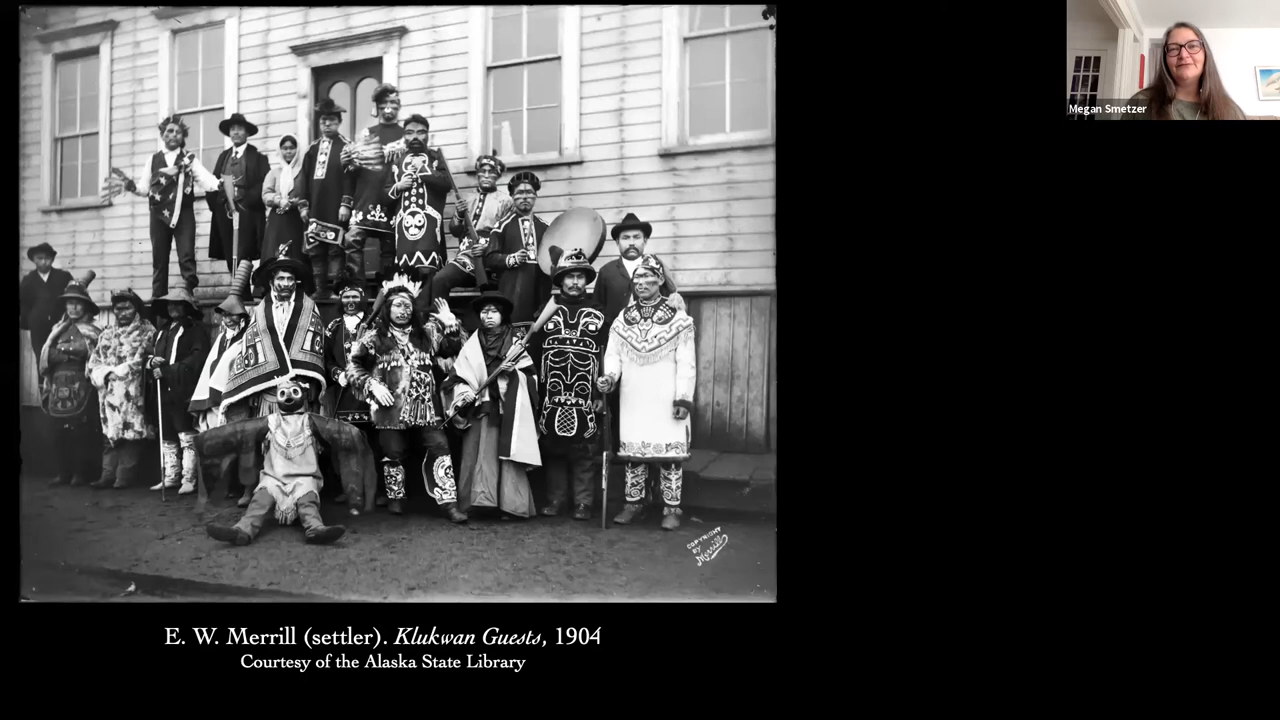 Megan Smetzer
COPYRIGHT
BY
Merrill
E. W. Merrill (settler). Klukwan Guests, 1904
Courtesy of the Alaska State Library